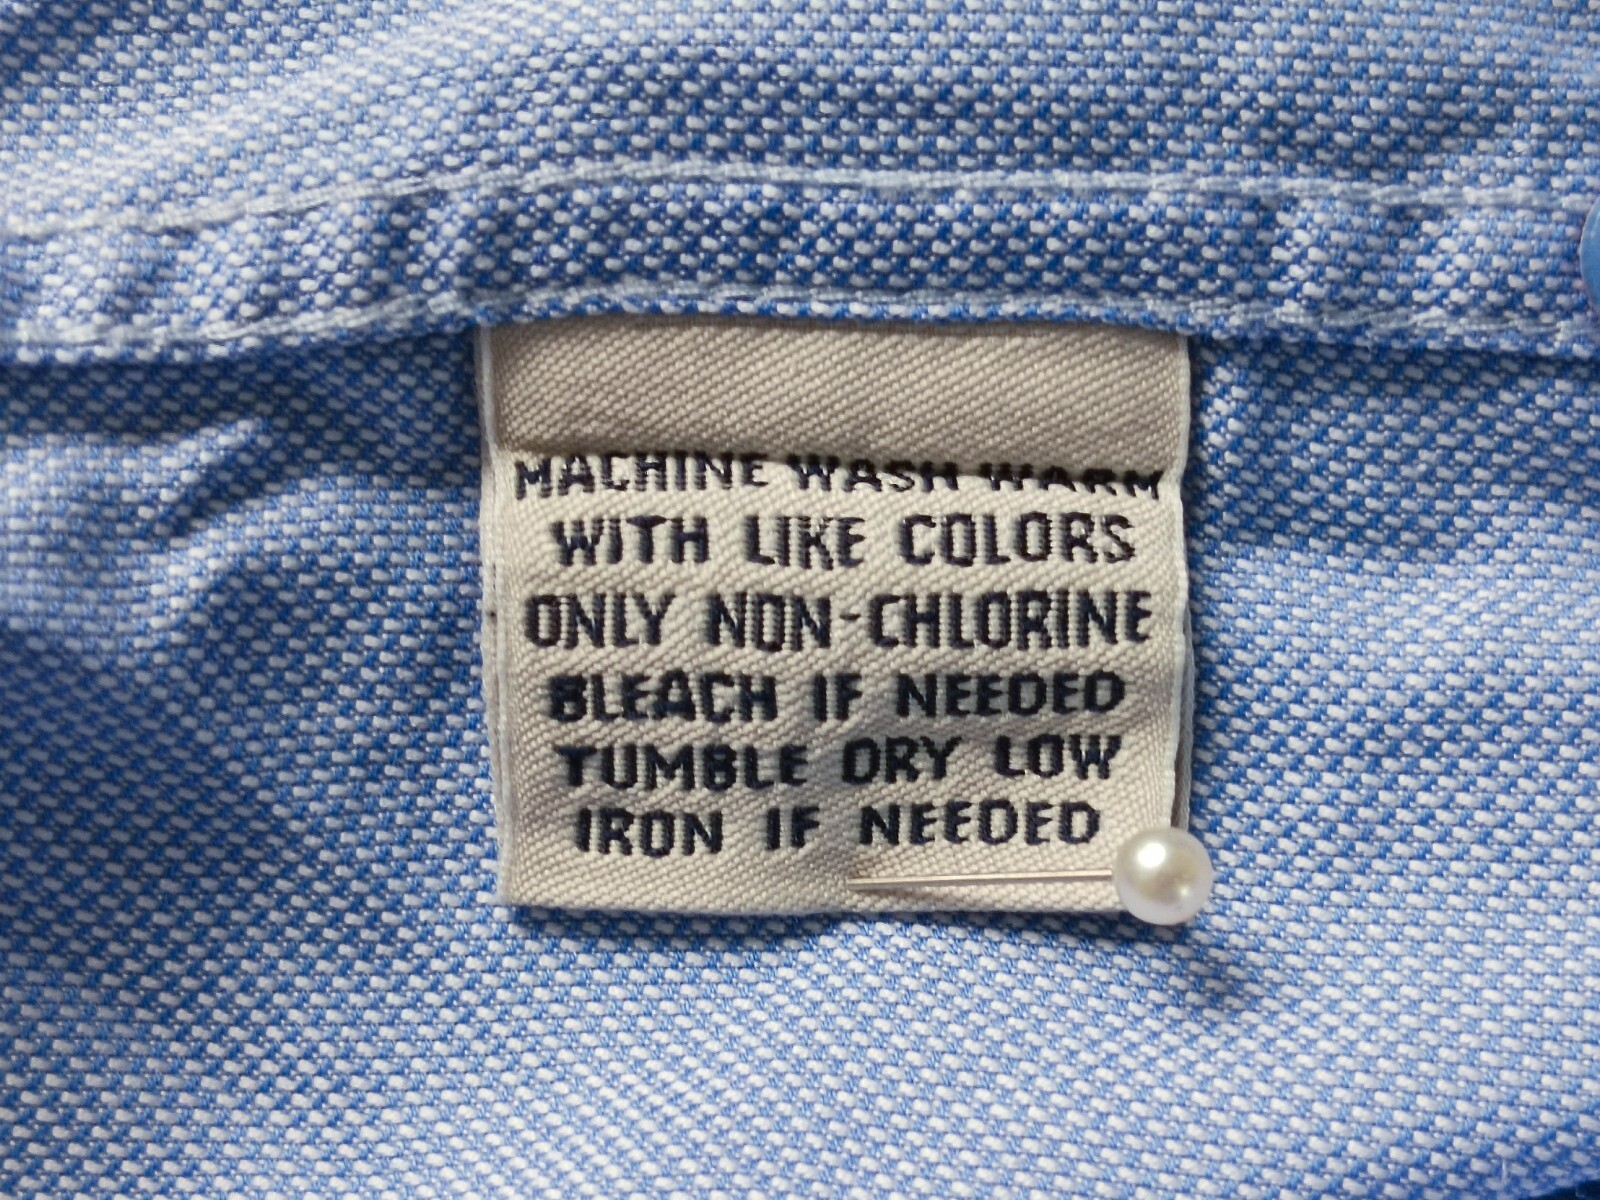 MACHINE WASH WARM
WITH LIKE COLORS
ONLY NON-CHLORINE
BLEACH IF NEEDED
TUMBLE DRY LOW
IRON IF NEEDED